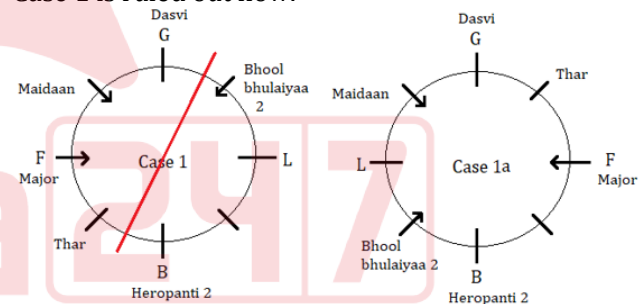 Case 1 is ruled out now.
Dasvi
G
Maidaan
Bhool
bhulaiyaa
2
F
Major
Case 1
L
Thar
B
Heropanti 2
Dasvi
G
Maidaan
Thar
L
Case 1a
F
Major
Bhool
bhulaiyaa 2
B
Heropanti 2
247